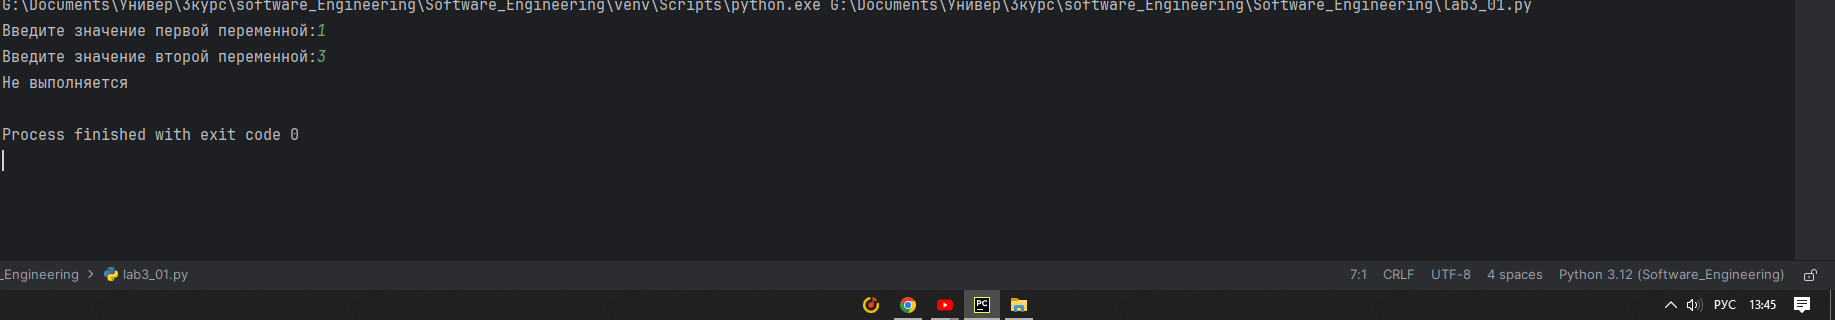 G:\Documents\Универ\3курс\software_Engineering\Software_Engineering\venv\Scripts\python.exe G:\Documents\Универ\3курс\software_Engineering\Software_Engineering\lab3_01.py
Введите значение первой переменной:1
Введите значение второй переменной:3
Не выполняется
Process finished with exit code 0
_Engineering > lab3_01.py 7:1 CRLF UTF-8 4 spaces Python 3.12 (Software_Engineering)
PC РУС 13:45